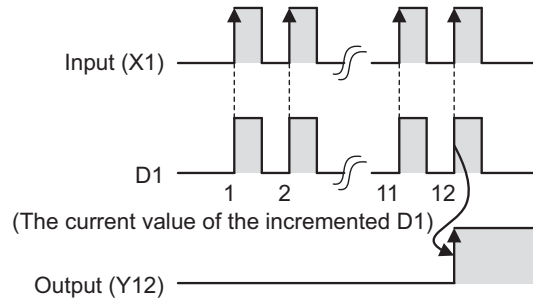 Input (X1)
D1
1 2 11 12
(The current value of the incremented D1)
Output (Y12)